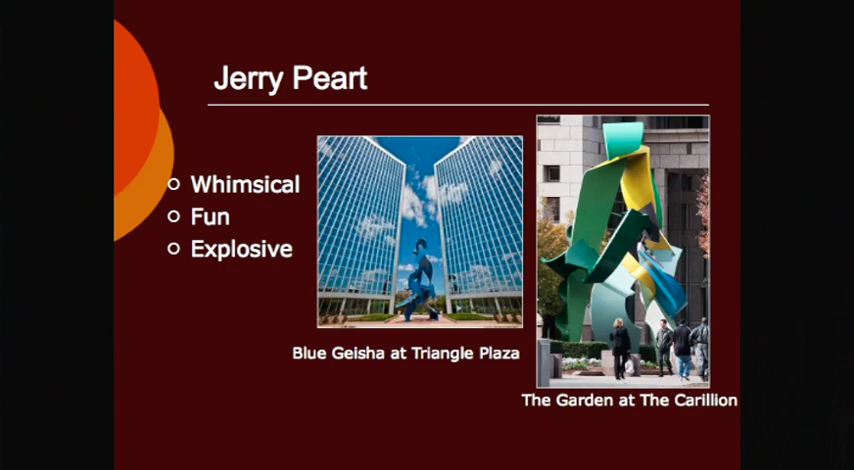 Jerry Peart
Whimsical
Fun
Explosive
Blue Geisha at Triangle Plaza
The Garden at The Carillion